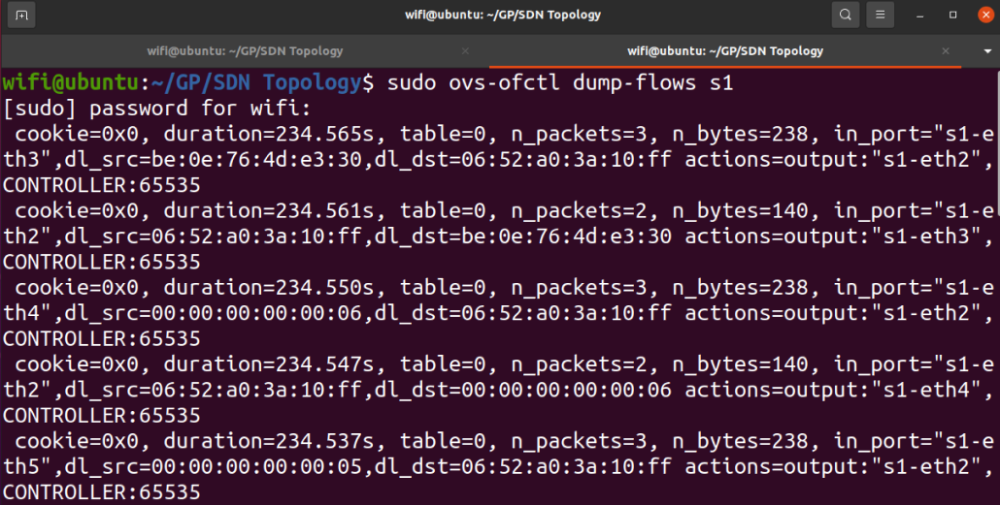 wifi@ubuntu: ~/GP/SDN Topology
wifi@ubuntu: ~/GP/SDN Topology
wifi@ubuntu: ~/GP/SDN Topology
wifi@ubuntu:~/GP/SDN Topology$ sudo ovs-ofctl dump-flows s1
[sudo] password for wifi:
 cookie=0x0, duration=234.565s, table=0, n_packets=3, n_bytes=238, in_port="s1-e
th3",dl_src=be:0e:76:4d:e3:30,dl_dst=06:52:a0:3a:10:ff actions=output:"s1-eth2",
CONTROLLER:65535
 cookie=0x0, duration=234.561s, table=0, n_packets=2, n_bytes=140, in_port="s1-e
th2",dl_src=06:52:a0:3a:10:ff,dl_dst=be:0e:76:4d:e3:30 actions=output:"s1-eth3",
CONTROLLER:65535
 cookie=0x0, duration=234.550s, table=0, n_packets=3, n_bytes=238, in_port="s1-e
th4",dl_src=00:00:00:00:00:06,dl_dst=06:52:a0:3a:10:ff actions=output:"s1-eth2",
CONTROLLER:65535
 cookie=0x0, duration=234.547s, table=0, n_packets=2, n_bytes=140, in_port="s1-e
th2",dl_src=06:52:a0:3a:10:ff,dl_dst=00:00:00:00:00:06 actions=output:"s1-eth4",
CONTROLLER:65535
 cookie=0x0, duration=234.537s, table=0, n_packets=3, n_bytes=238, in_port="s1-e
th5",dl_src=00:00:00:00:00:05,dl_dst=06:52:a0:3a:10:ff actions=output:"s1-eth2",
CONTROLLER:65535